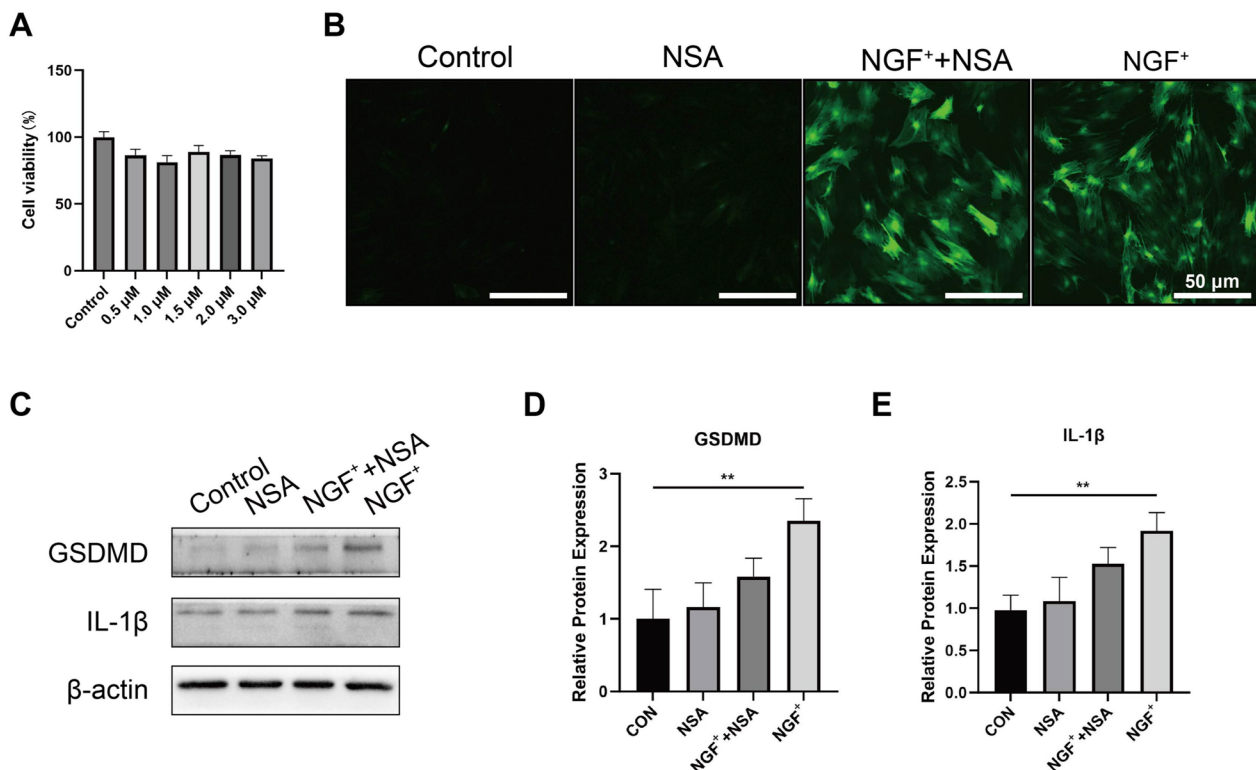 A
150
100
50
0
Cell viability (%)
Control
0.5 μM
1.0 μM
1.5 μM
2.0 μM
3.0 μM
B
Control
NSA
NGF⁺+NSA
NGF⁺
50 μm
C
Control
NSA
NGF⁺+NSA
NGF⁺
GSDMD
IL-1β
β-actin
D
GSDMD
**
3
2
1
0
Relative Protein Expression
CON
NSA
NGF⁺+NSA
NGF⁺
E
IL-1β
**
2.5
2.0
1.5
1.0
0.5
0.0
Relative Protein Expression
CON
NSA
NGF⁺+NSA
NGF⁺